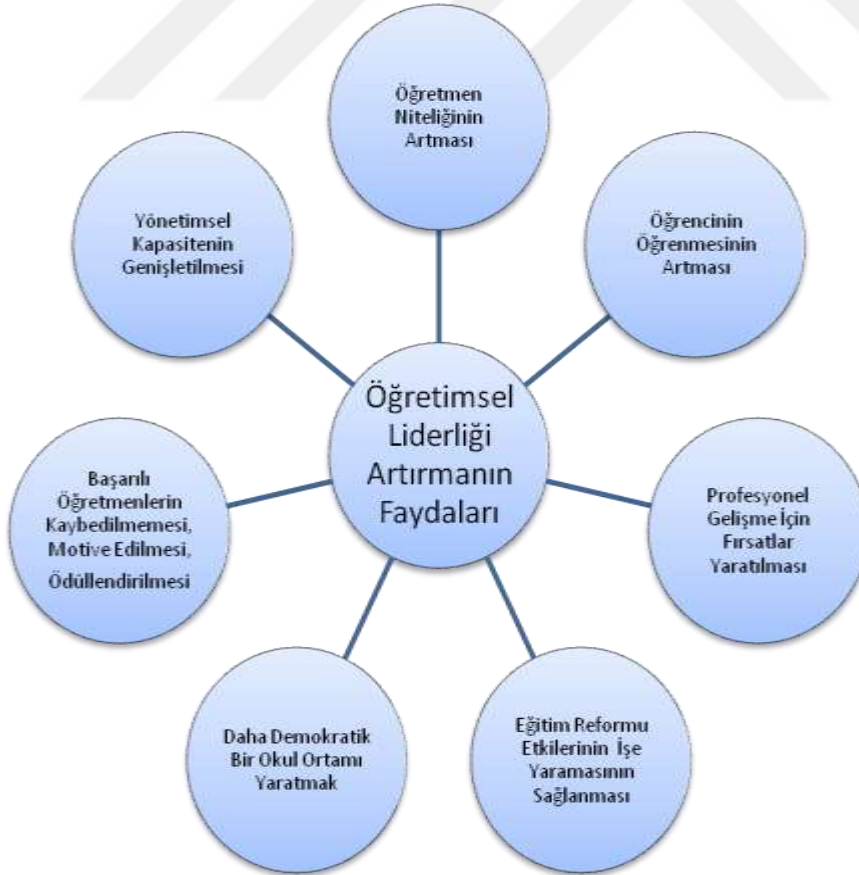 Öğretmen
Niteliğinin
Artması
Yönetimsel
Kapasitenin
Genişletilmesi
Öğrencinin
Öğrenmesinin
Artması
Öğretimsel
Liderliği
Artırmanın
Faydaları
Başarılı
Öğretmenlerin
Kaybedilmemesi,
Motive Edilmesi,
Ödüllendirilmesi
Profesyonel
Gelişme İçin
Fırsatlar
Yaratılması
Daha Demokratik
Bir Okul Ortamı
Yaratmak
Eğitim Reformu
Etkilerinin İşe
Yaramasının
Sağlanması